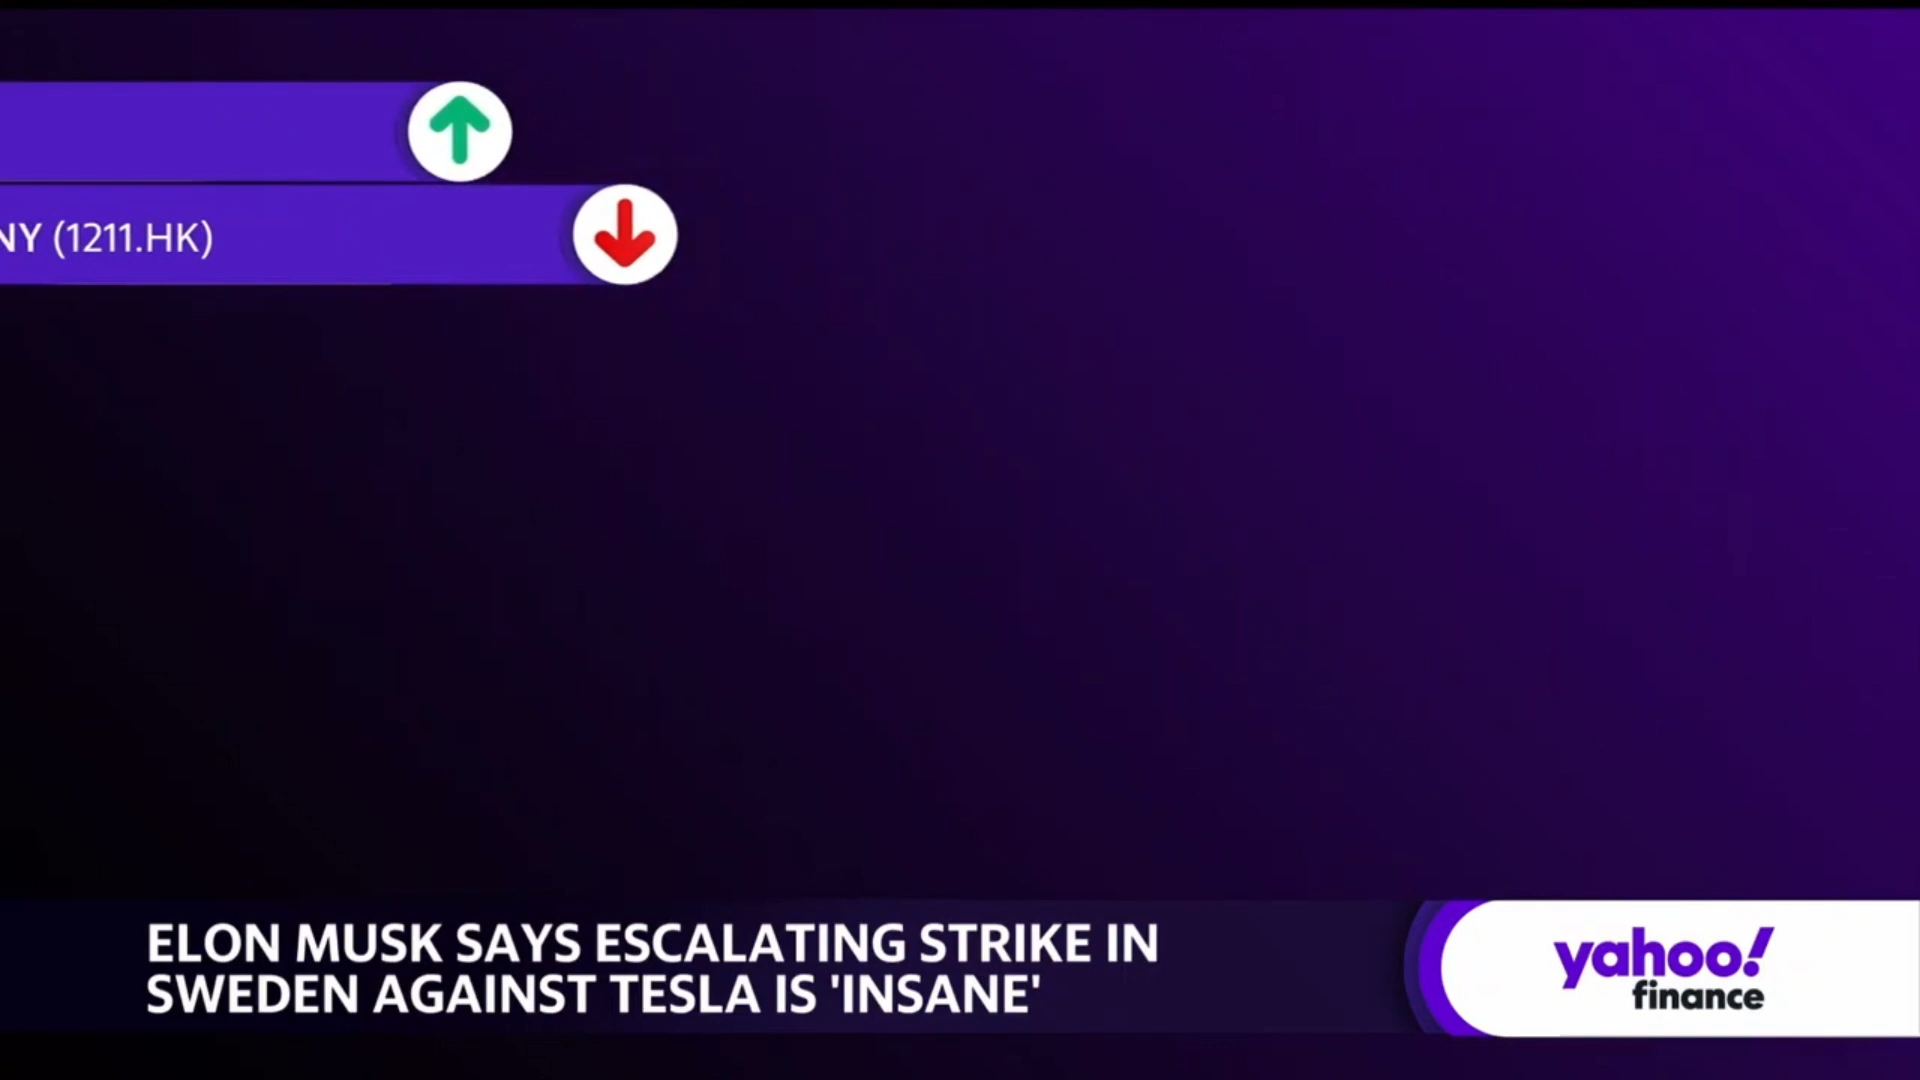 NY (1211.HK)
ELON MUSK SAYS ESCALATING STRIKE IN
SWEDEN AGAINST TESLA IS 'INSANE'
yahoo!
finance